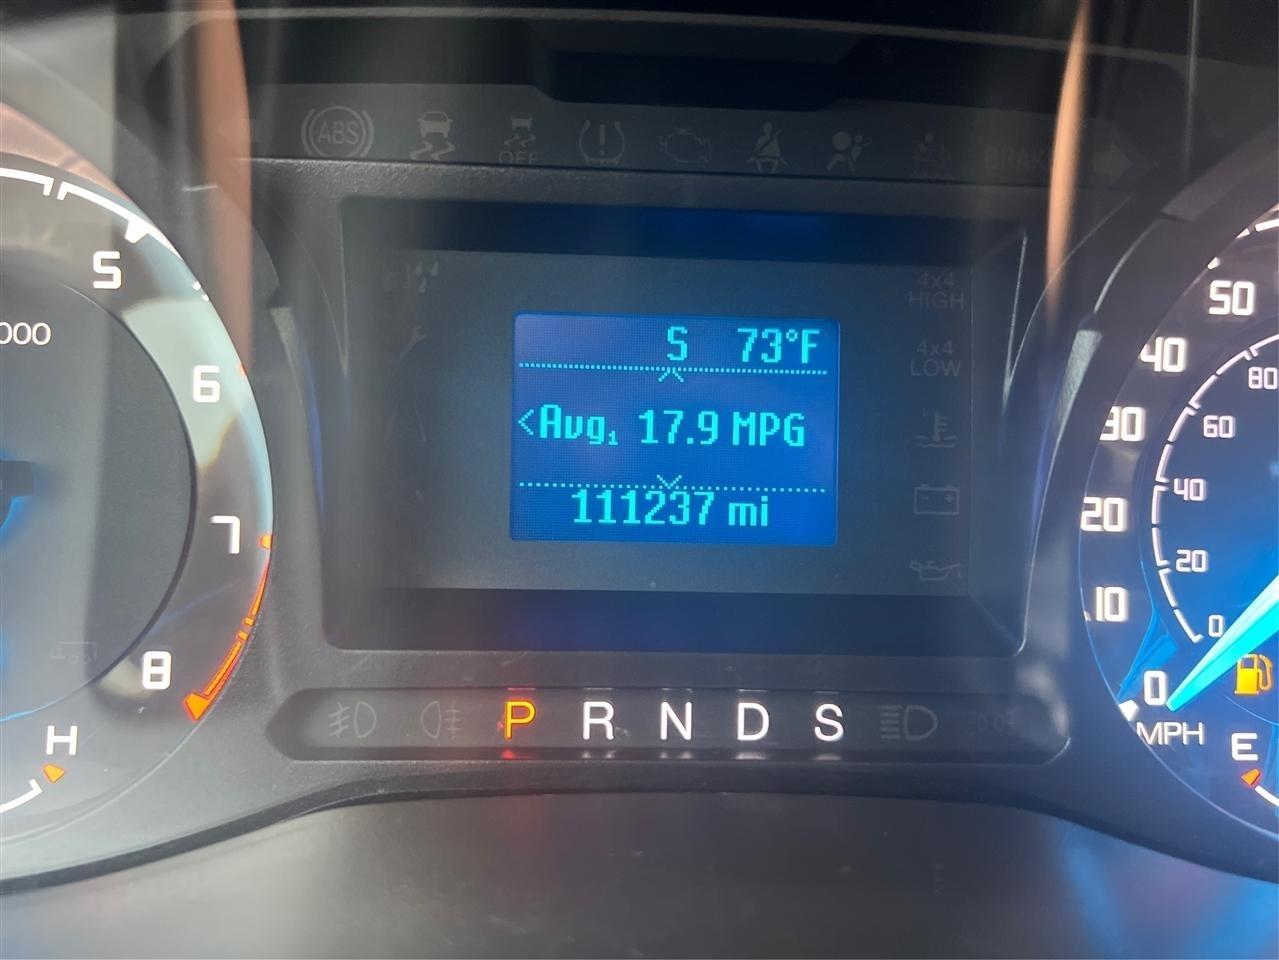 ABS
OFF
BRAKE
4x4
HIGH
4x4
LOW
S 73°F
<Avg₁ 17.9 MPG
111237 mi
5
000
6
7
8
H
P R N D S
50
40
30
20
10
0
80
60
40
20
0
MPH
E